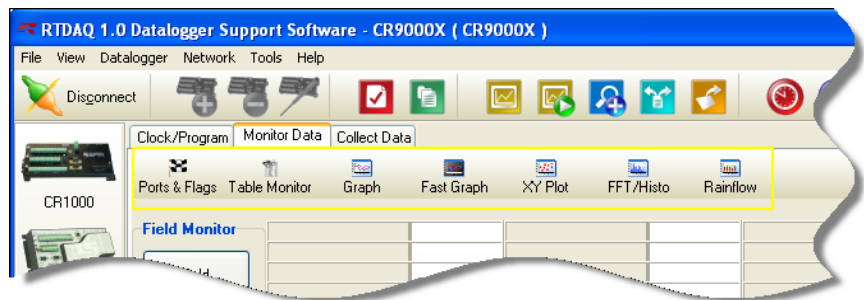 RTDAQ 1.0 Datalogger Support Software - CR9000X ( CR9000X )
File View Datalogger Network Tools Help
Disconnect
Clock/Program Monitor Data Collect Data
Ports & Flags Table Monitor Graph Fast Graph XY Plot FFT/Histo Rainflow
CR1000
Field Monitor